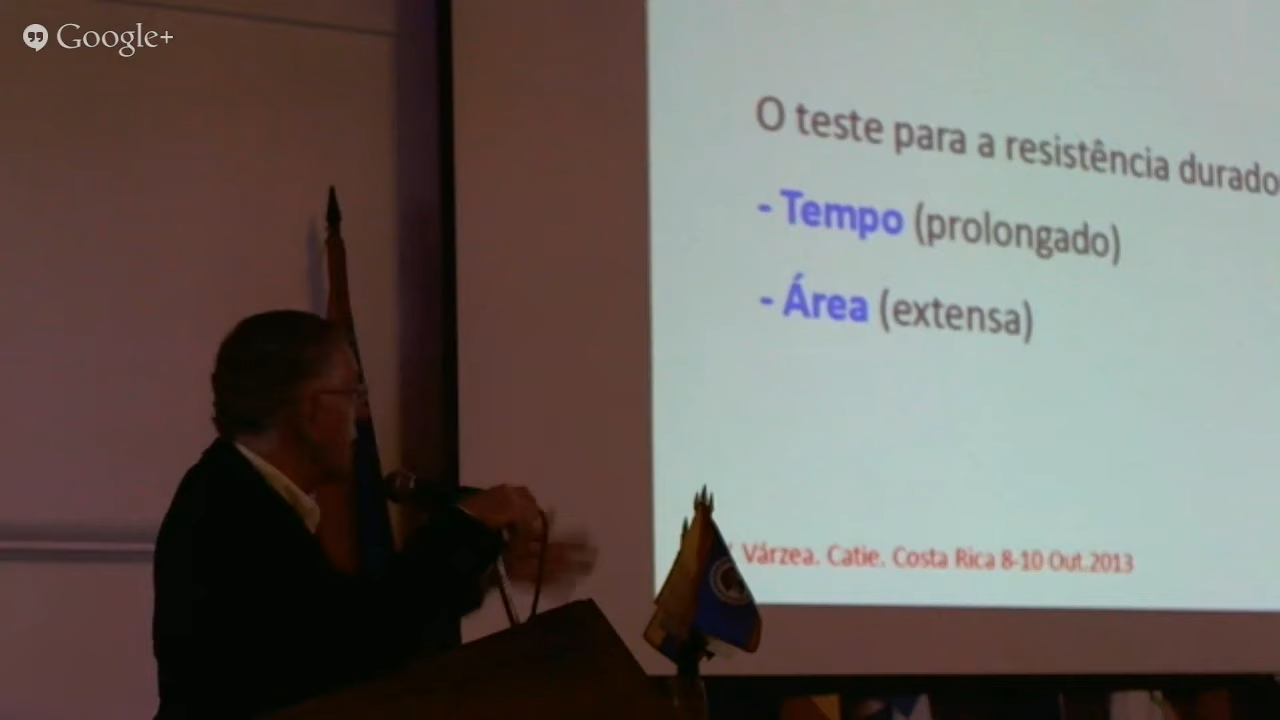 Google+
O teste para a resistência durado
- Tempo (prolongado)
- Área (extensa)
Várzea. Catie. Costa Rica 8-10 Out.2013